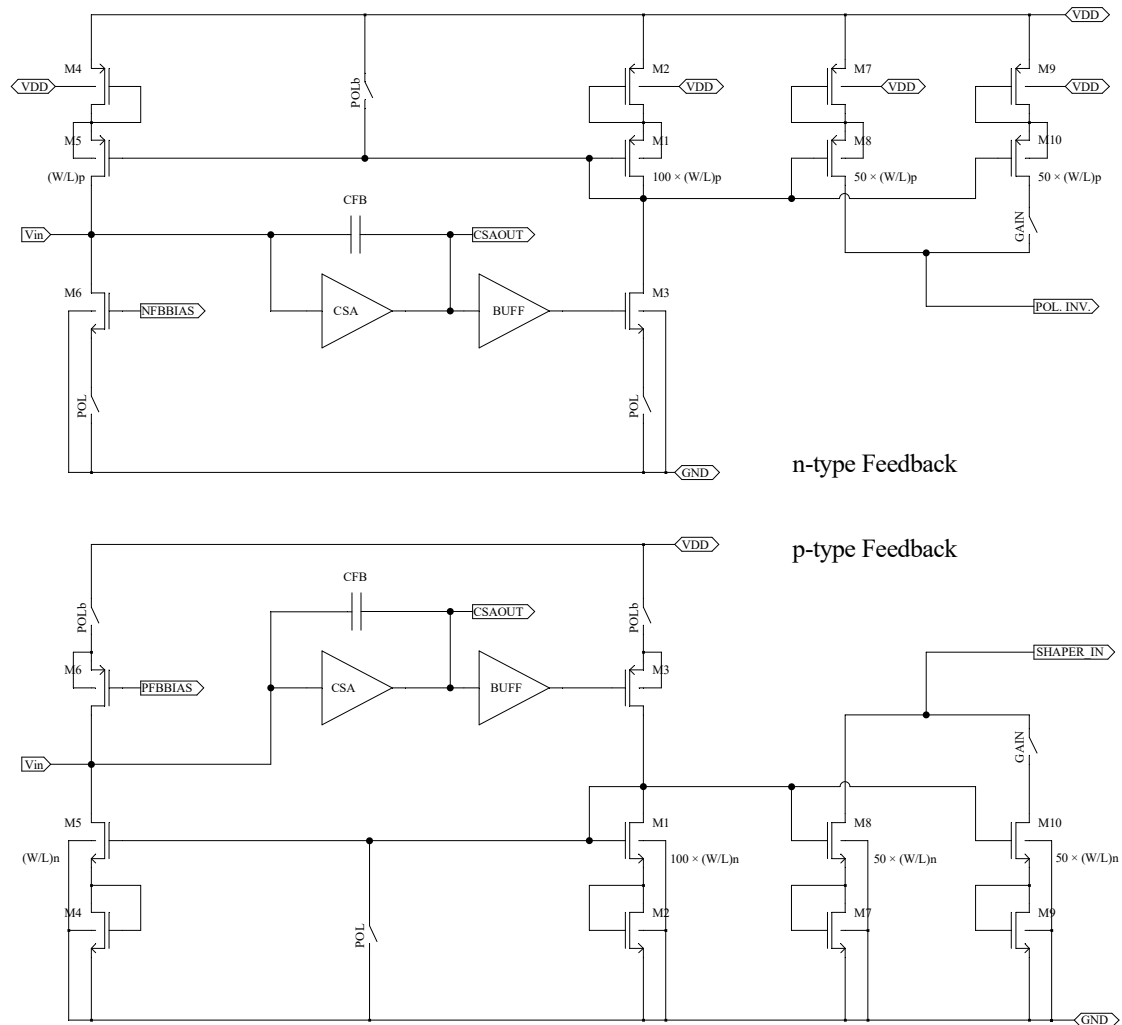 VDD
M4
M2
M7
M9
VDD
POLb
VDD
VDD
VDD
M5
M1
M8
M10
(W/L)p
100 × (W/L)p
50 × (W/L)p
50 × (W/L)p
CFB
GAIN
Vin
CSAOUT
M6
M3
NFBBIAS
CSA
BUFF
POL. INV.
POL
POL
GND
n-type Feedback
VDD
p-type Feedback
CFB
POLb
CSAOUT
POLb
SHAPER_IN
M6
M3
PFBBIAS
CSA
BUFF
GAIN
Vin
M5
M1
M8
M10
(W/L)n
100 × (W/L)n
50 × (W/L)n
50 × (W/L)n
M4
M2
M7
M9
POL
GND